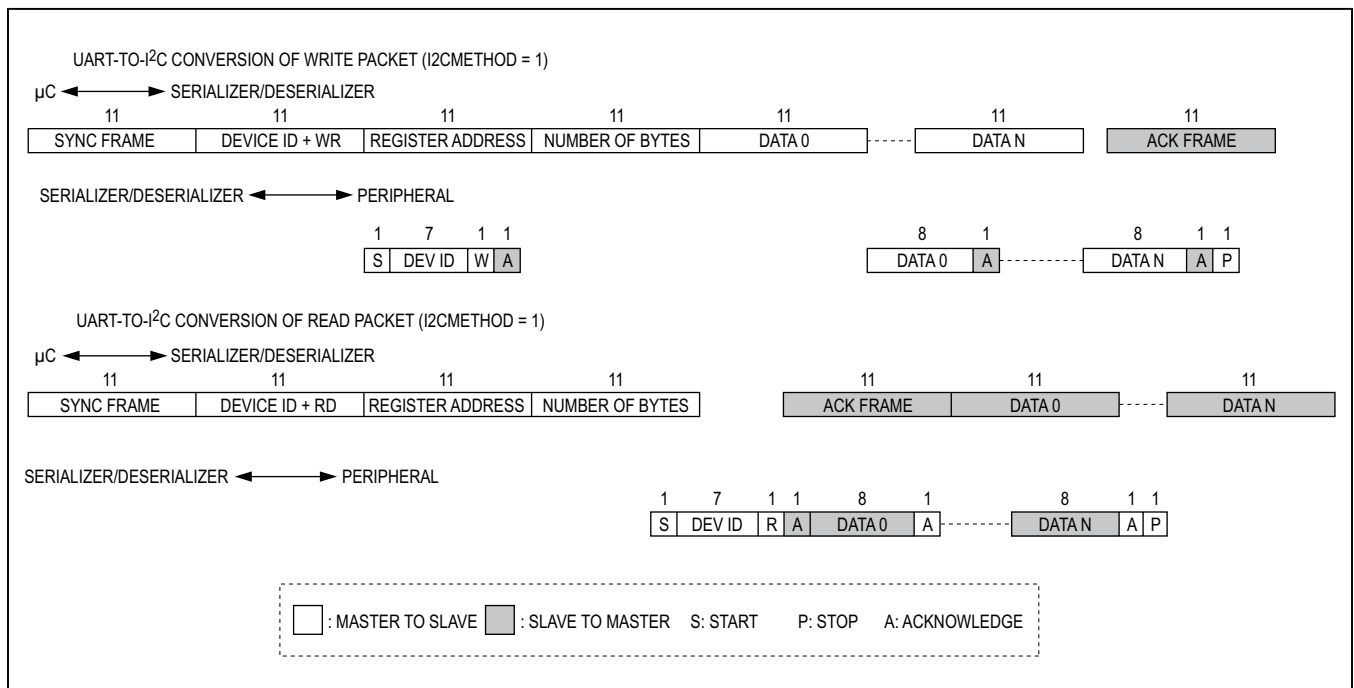 UART-TO-I2C CONVERSION OF WRITE PACKET (I2CMETHOD = 1)
µC SERIALIZER/DESERIALIZER
11 11 11 11 11 11 11
SYNC FRAME DEVICE ID + WR REGISTER ADDRESS NUMBER OF BYTES DATA 0 DATA N ACK FRAME
SERIALIZER/DESERIALIZER PERIPHERAL
1 7 1 1 8 1 8 1 1
S DEV ID W A DATA 0 A DATA N A P
UART-TO-I2C CONVERSION OF READ PACKET (I2CMETHOD = 1)
µC SERIALIZER/DESERIALIZER
11 11 11 11 11 11 11
SYNC FRAME DEVICE ID + RD REGISTER ADDRESS NUMBER OF BYTES ACK FRAME DATA 0 DATA N
SERIALIZER/DESERIALIZER PERIPHERAL
1 7 1 1 8 1 8 1 1
S DEV ID R A DATA 0 A DATA N A P
: MASTER TO SLAVE : SLAVE TO MASTER S: START P: STOP A: ACKNOWLEDGE